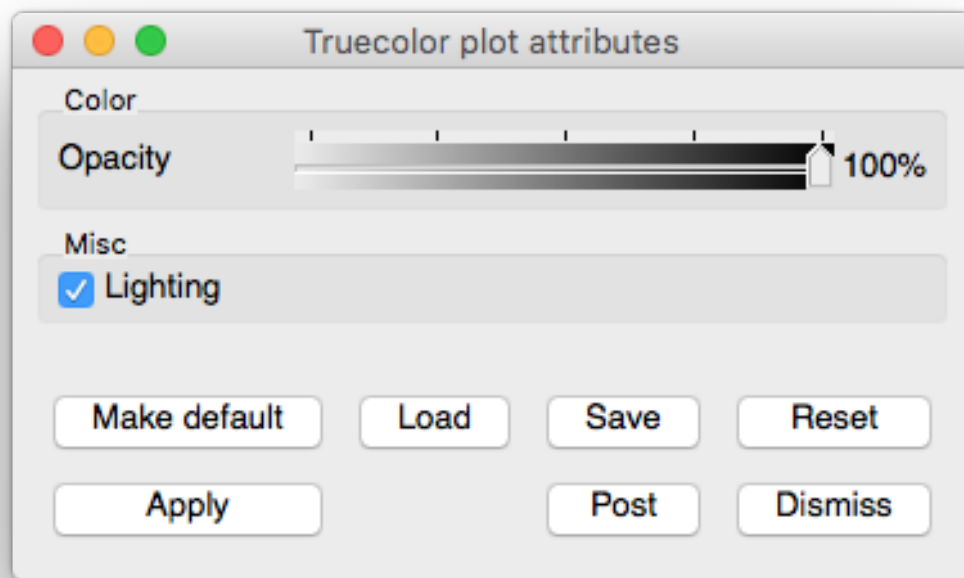 Truecolor plot attributes
Color
Opacity 100%
Misc
Lighting
Make default Load Save Reset
Apply Post Dismiss